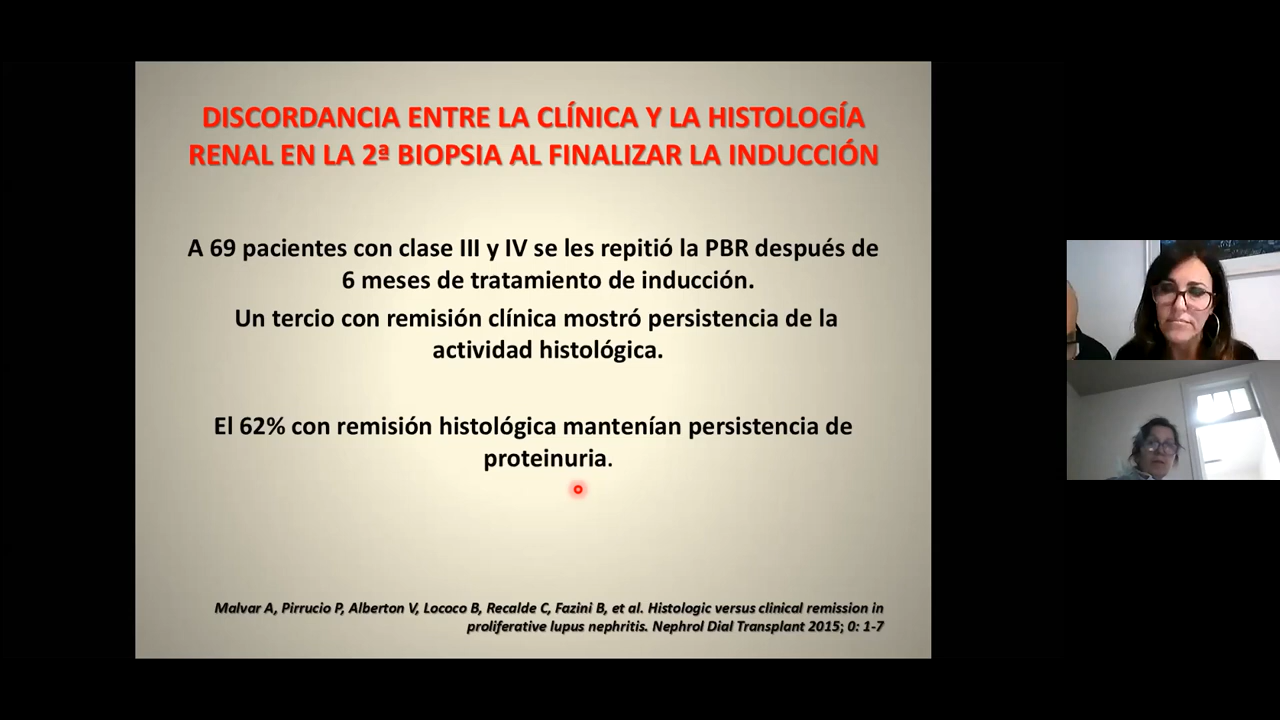 DISCORDANCIA ENTRE LA CLÍNICA Y LA HISTOLOGÍA
RENAL EN LA 2ª BIOPSIA AL FINALIZAR LA INDUCCIÓN
A 69 pacientes con clase III y IV se les repitió la PBR después de
6 meses de tratamiento de inducción.
Un tercio con remisión clínica mostró persistencia de la
actividad histológica.
El 62% con remisión histológica mantenían persistencia de
proteinuria.
Malvar A, Pirrucio P, Alberton V, Lococo B, Recalde C, Fazini B, et al. Histologic versus clinical remission in
proliferative lupus nephritis. Nephrol Dial Transplant 2015; 0: 1-7